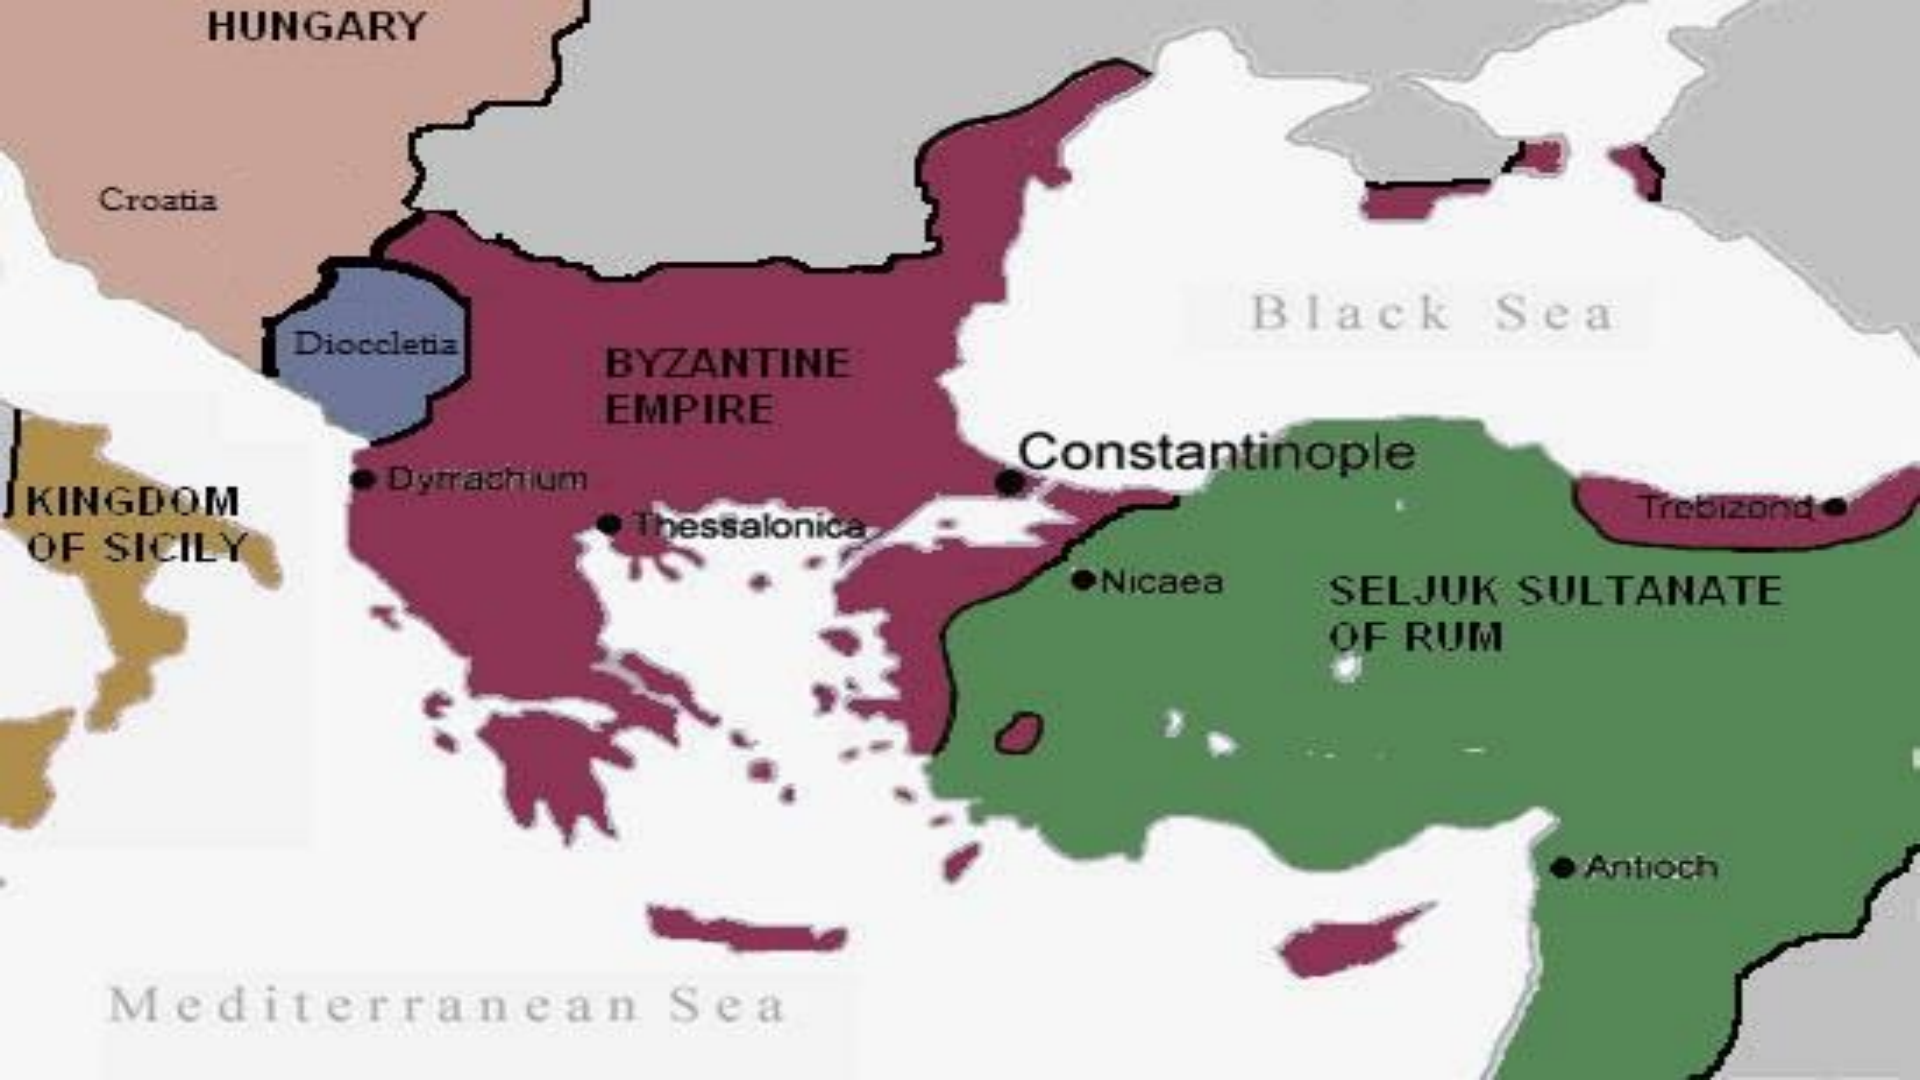 HUNGARY
Croatia
Black Sea
Dioccletia
BYZANTINE
EMPIRE
Constantinople
Dyrrachium
KINGDOM
OF SICILY
Thessalonica
Trebizond
Nicaea
SELJUK SULTANATE
OF RUM
Antioch
Mediterranean Sea